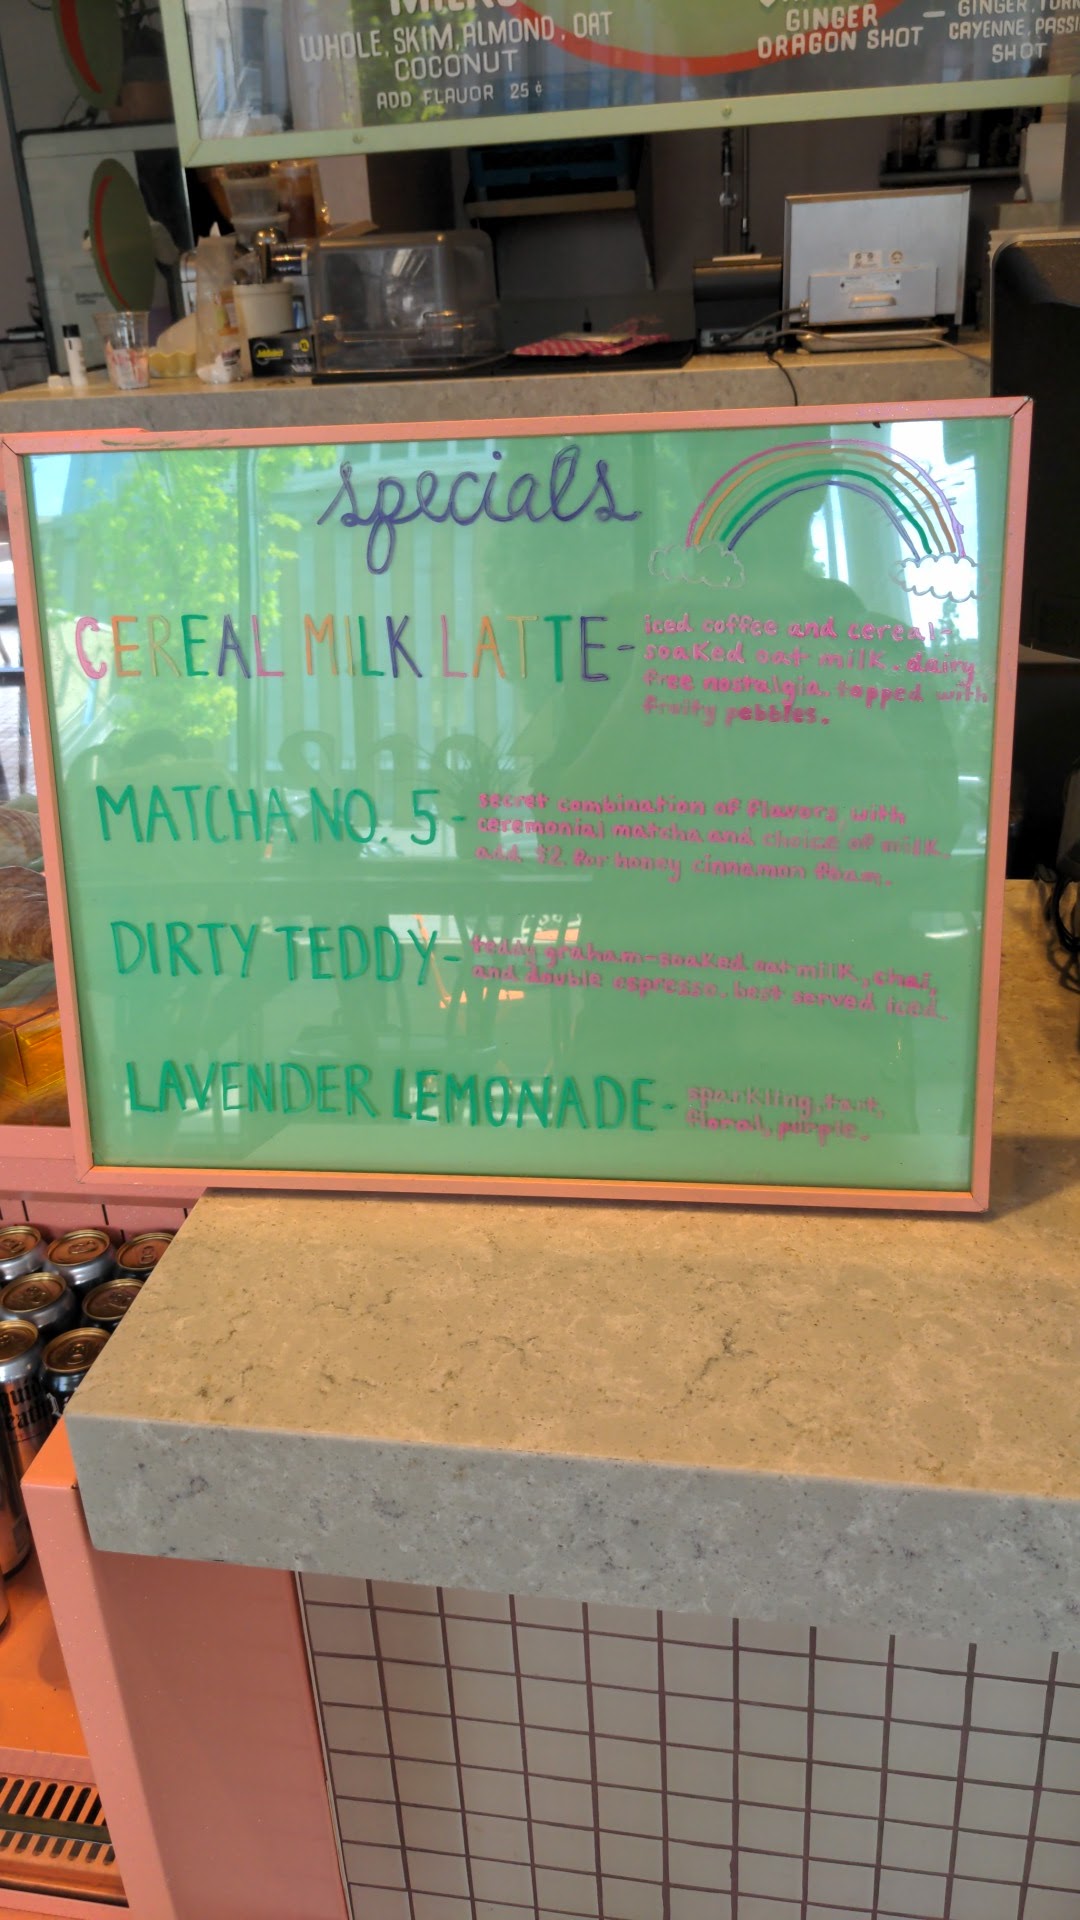 WHOLE, SKIM, ALMOND, OAT
COCONUT
ADD FLAVOR 25¢
GINGER
DRAGON SHOT
—
GINGER,
CAYENNE,
SHOT
specials
CEREAL MILK LATTE-
iced coffee and cereal-
soaked oat milk. dairy
free nostalgia. topped with
fruity pebbles.
MATCHA NO. 5-
secret combination of flavors with
ceremonial matcha and choice of milk.
add $2 for honey cinnamon foam.
DIRTY TEDDY-
teddy graham-soaked oat milk, chai,
and double espresso. best served iced.
LAVENDER LEMONADE-
sparkling, tart,
floral, purple.